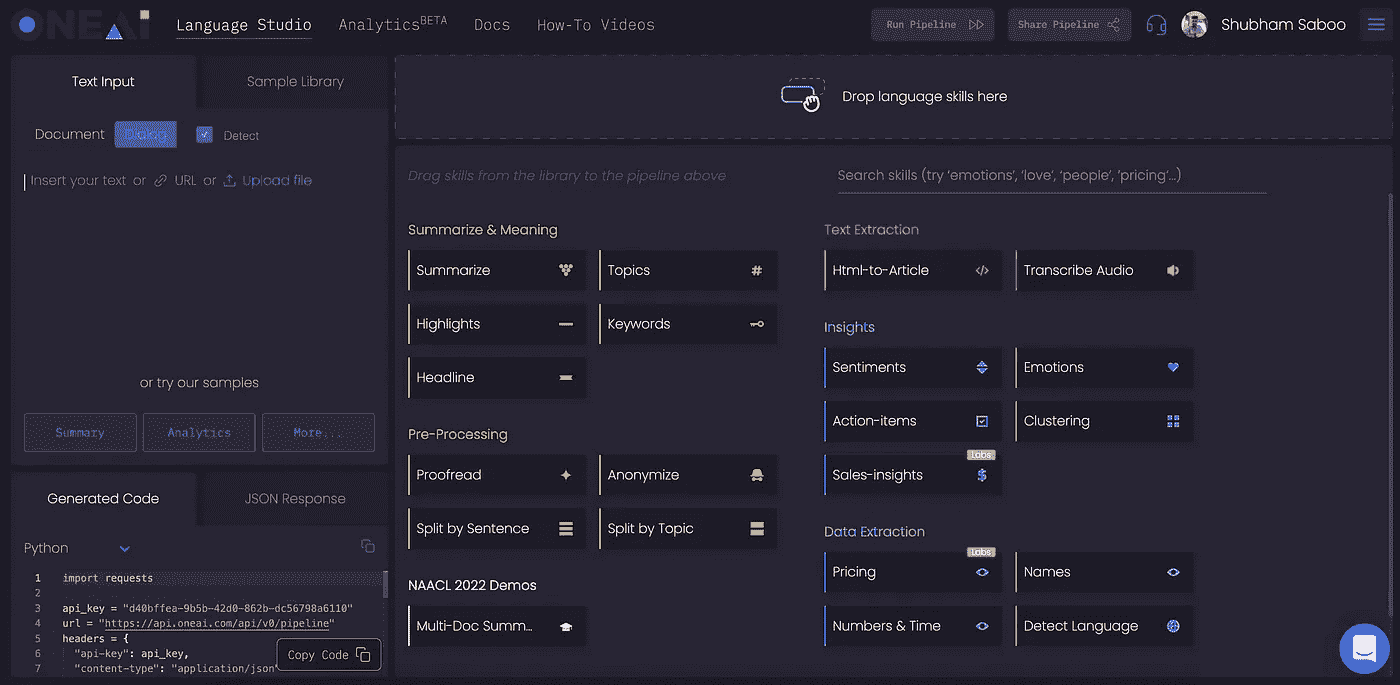 ONEAI
Language Studio
Analytics BETA
Docs
How-To Videos
Run Pipeline
Share Pipeline
Shubham Saboo
Text Input
Sample Library
Document
Dialog
Detect
Insert your text or URL or Upload file
or try our samples
Summary
Analytics
More...
Generated Code
JSON Response
Python
1 import requests
2
3 api_key = "d40bffea-9b5b-42d0-862b-dc56798a6110"
4 url = "https://api.oneai.com/api/v0/pipeline"
5 headers = {
6 "api-key": api_key,
7 "content-type": "application/json"
Copy Code
Drop language skills here
Drag skills from the library to the pipeline above
Search skills (try 'emotions', 'love', 'people', 'pricing'...)
Summarize & Meaning
Summarize
Topics
#
Highlights
Keywords
Headline
Pre-Processing
Proofread
Anonymize
Split by Sentence
Split by Topic
NAACL 2022 Demos
Multi-Doc Summ...
Text Extraction
Html-to-Article
</>
Transcribe Audio
Insights
Sentiments
Emotions
Action-items
Clustering
Labs
Sales-insights
$
Data Extraction
Labs
Pricing
Names
Numbers & Time
Detect Language